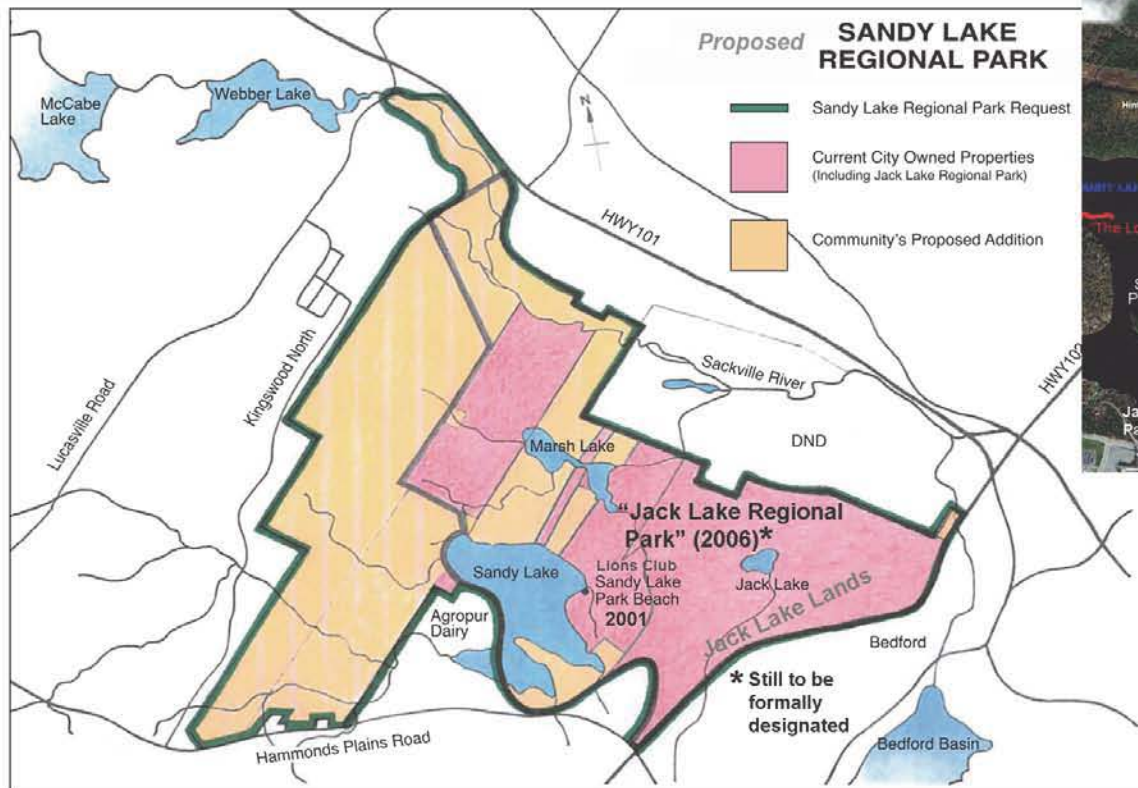 Proposed SANDY LAKE
REGIONAL PARK
Sandy Lake Regional Park Request
Current City Owned Properties
(Including Jack Lake Regional Park)
Community's Proposed Addition
N
McCabe
Lake
Webber Lake
HWY101
HWY102
Lucasville Road
Kingswood North
Sackville River
DND
Marsh Lake
"Jack Lake Regional
Park" (2006)*
Lions Club
Sandy Lake
Park Beach
2001
Sandy Lake
Jack Lake
Jack Lake Lands
Agropur
Dairy
Bedford
* Still to be
formally
designated
Hammonds Plains Road
Bedford Basin
The Lo